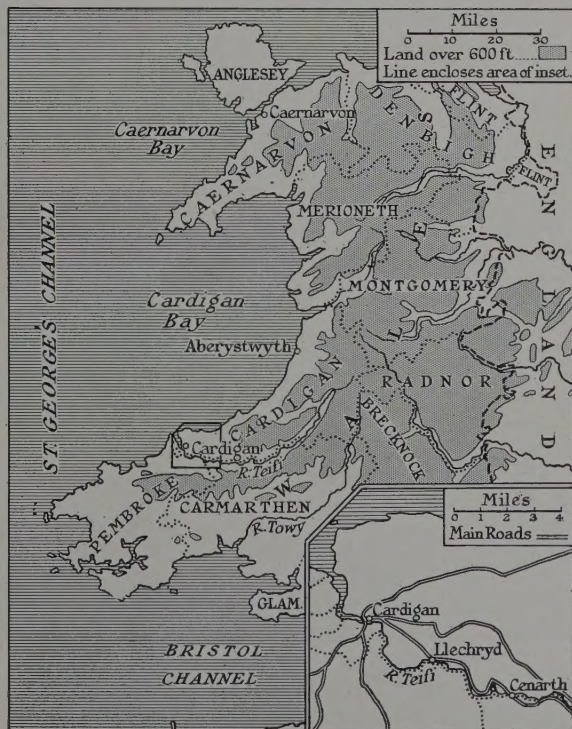 Miles
0 10 20 30
Land over 600 ft.
Line encloses area of inset.
ANGLESEY
Caernarvon
Caernarvon
Bay
CAERNARVON
DENBIGH
FLINT
FLINT
ENGLAND
MERIONETH
WALES
ST. GEORGE'S CHANNEL
Cardigan
Bay
MONTGOMERY
Aberystwyth
CARDIGAN
RADNOR
BRECKNOCK
Cardigan
R. Teifi
PEMBROKE
CARMARTHEN
R. Towy
GLAM.
BRISTOL
CHANNEL
Miles
0 1 2 3 4
Main Roads
Cardigan
Llechryd
R. Teifi
Cenarth